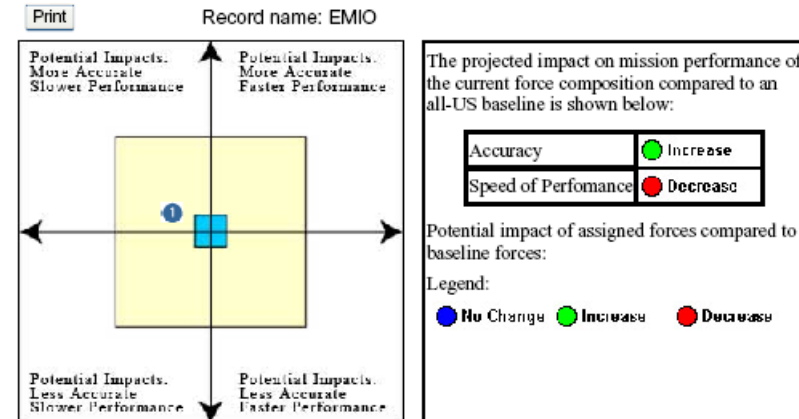 Print
Record name: EMIO
Potential Impacts.
More Accurate
Slower Performance
Potential Impacts.
More Accurate
Faster Performance
1
Potential Impacts.
Less Accurate
Slower Performance
Potential Impacts.
Less Accurate
Faster Performance
The projected impact on mission performance of
the current force composition compared to an
all-US baseline is shown below:
Accuracy Increase
Speed of Perfomance Decrease
Potential impact of assigned forces compared to
baseline forces:
Legend:
No Change Increase Decrease